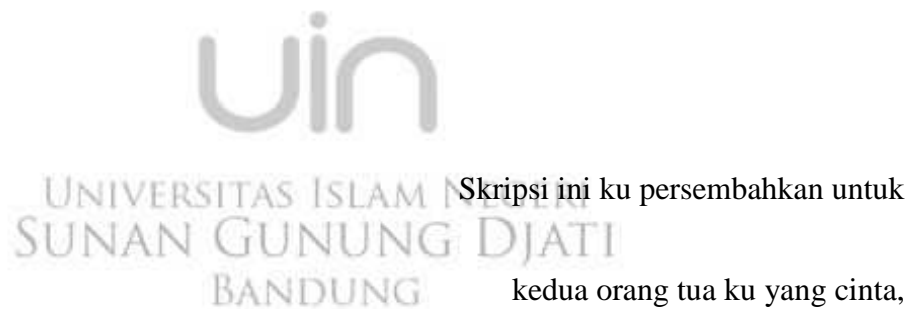 uin
UNIVERSITAS ISLAM NEGERI
Skripsi ini ku persembahkan untuk
SUNAN GUNUNG DJATI
BANDUNG
kedua orang tua ku yang cinta,